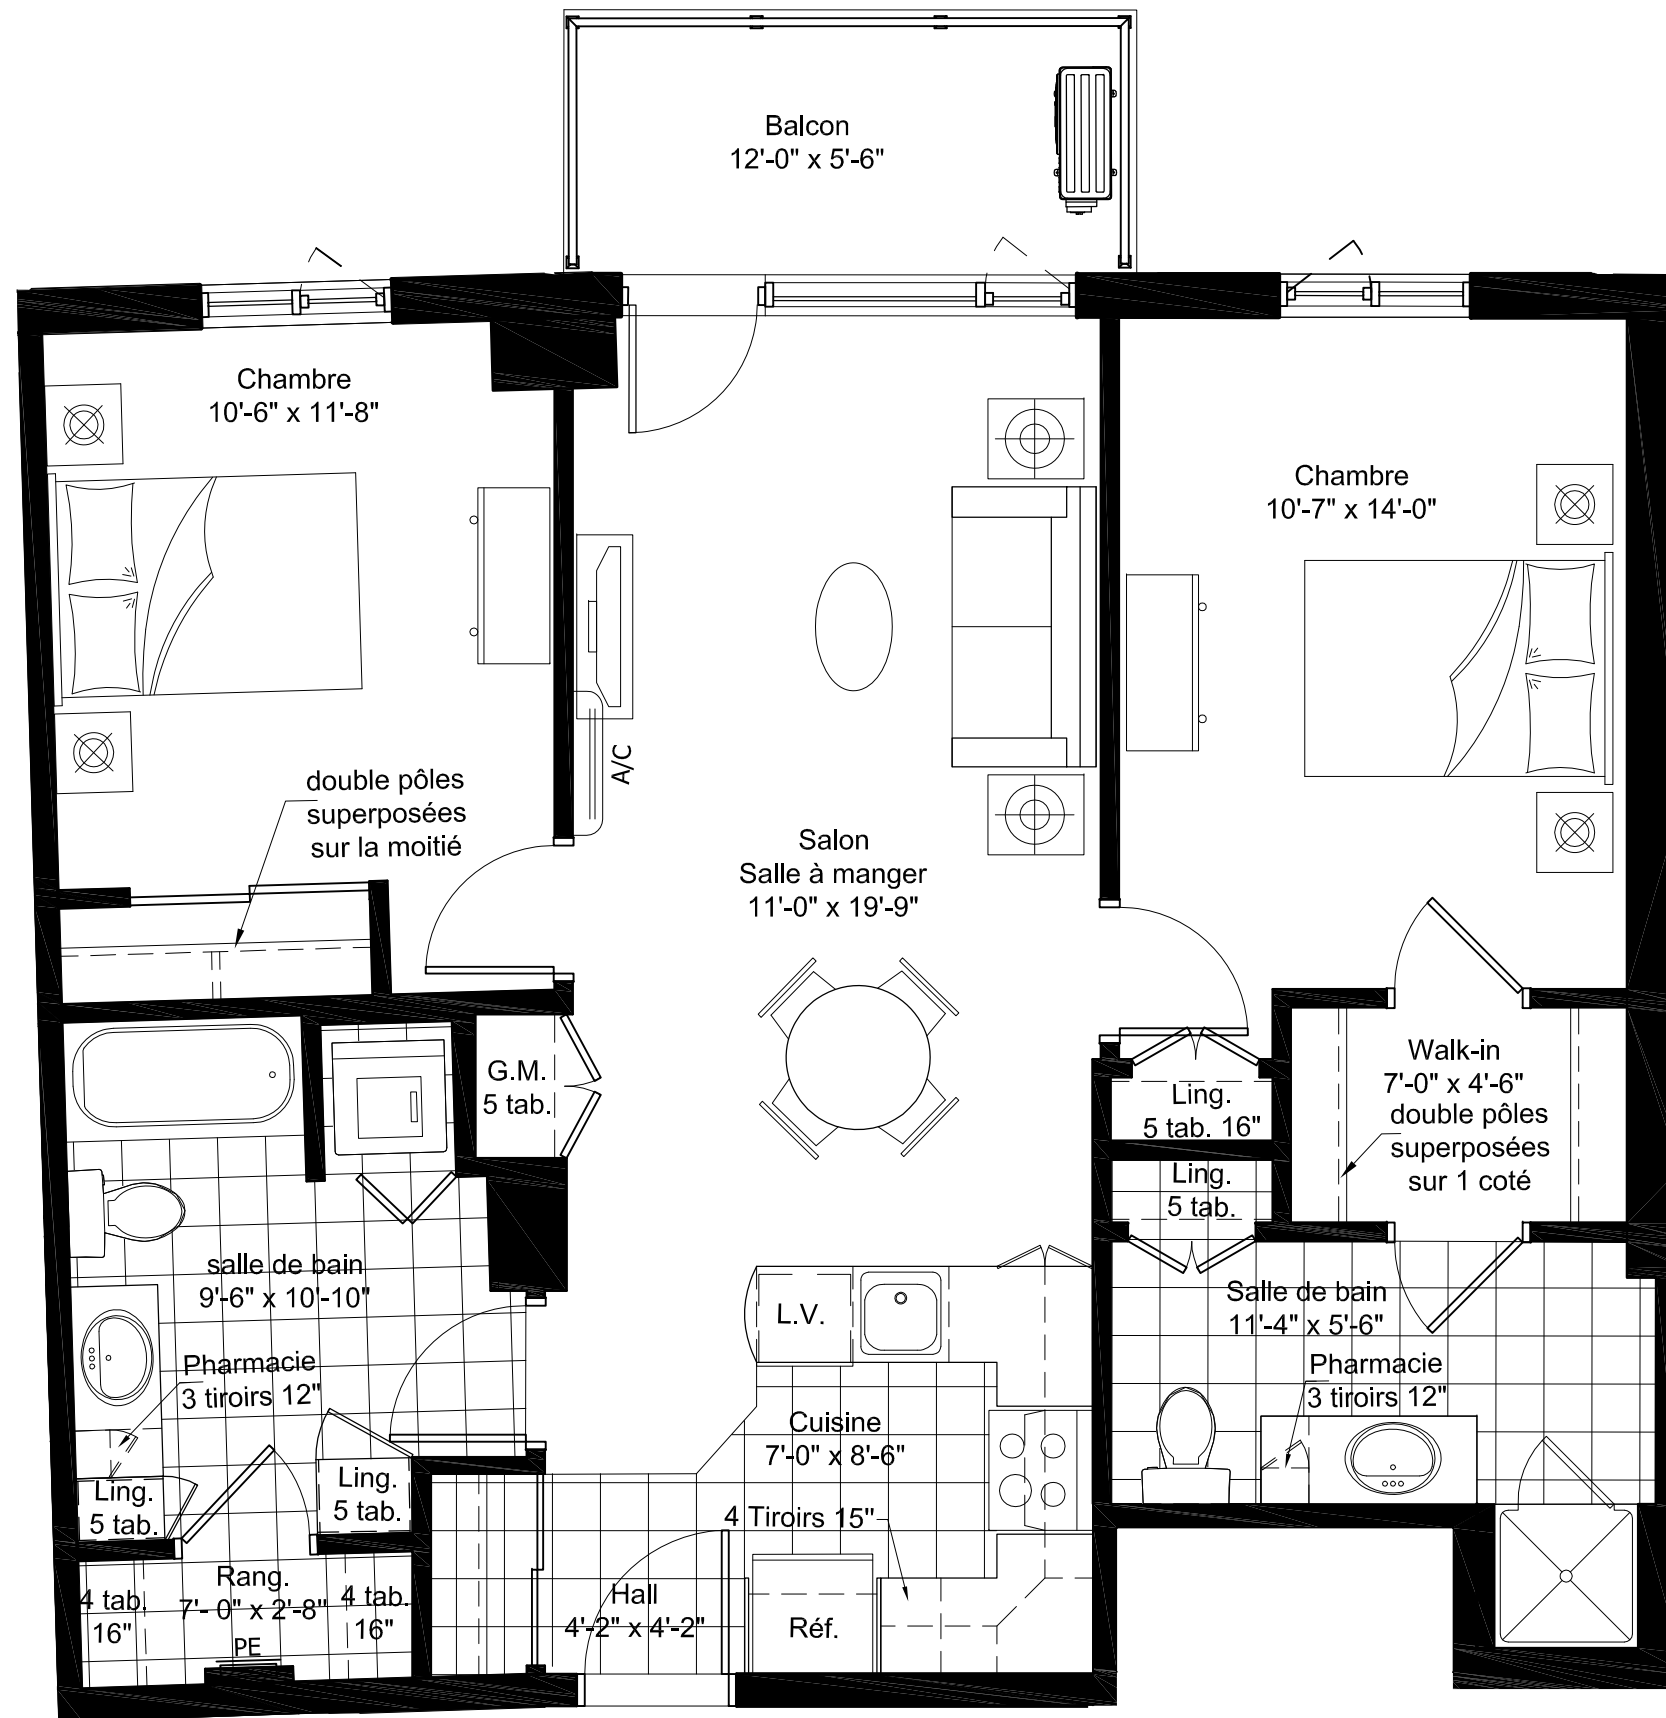 Balcon
12'-0" x 5'-6"
Chambre
10'-6" x 11'-8"
Chambre
10'-7" x 14'-0"
A/C
double pôles
superposées
sur la moitié
Salon
Salle à manger
11'-0" x 19'-9"
G.M.
5 tab.
Ling.
5 tab. 16"
Walk-in
7'-0" x 4'-6"
double pôles
superposées
sur 1 coté
Ling.
5 tab.
salle de bain
9'-6" x 10'-10"
Pharmacie
3 tiroirs 12"
L.V.
Salle de bain
11'-4" x 5'-6"
Pharmacie
3 tiroirs 12"
Cuisine
7'-0" x 8'-6"
4 Tiroirs 15"
Ling.
5 tab.
Ling.
5 tab.
Rang.
7'- 0" x 2'-8"
4 tab.
16"
4 tab.
16"
PE
Hall
4'-2" x 4'-2"
Réf.